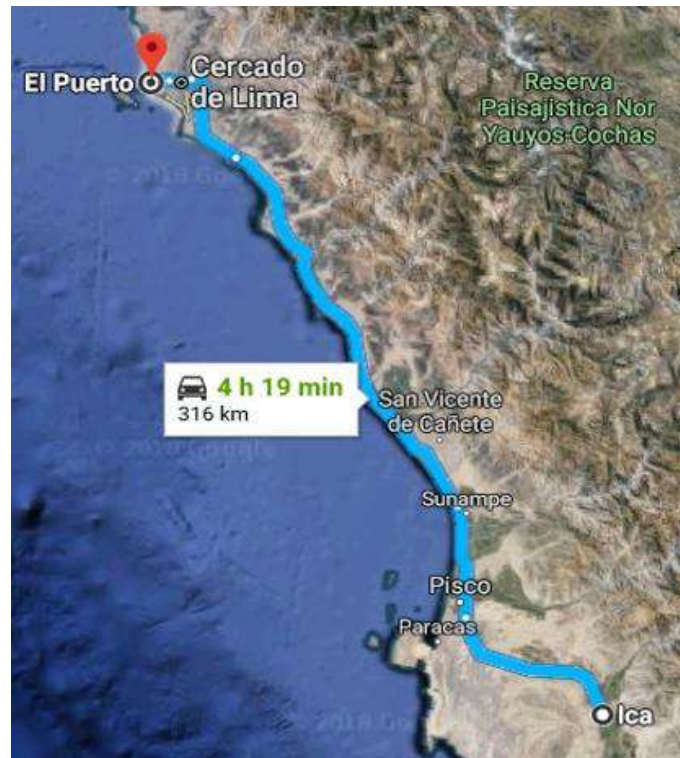 El Puerto
Cercado
de Lima
Reserva
Paisajística Nor
Yauyos-Cochas
4 h 19 min
316 km
San Vicente
de Cañete
Sunampe
Pisco
Paracas
Ica